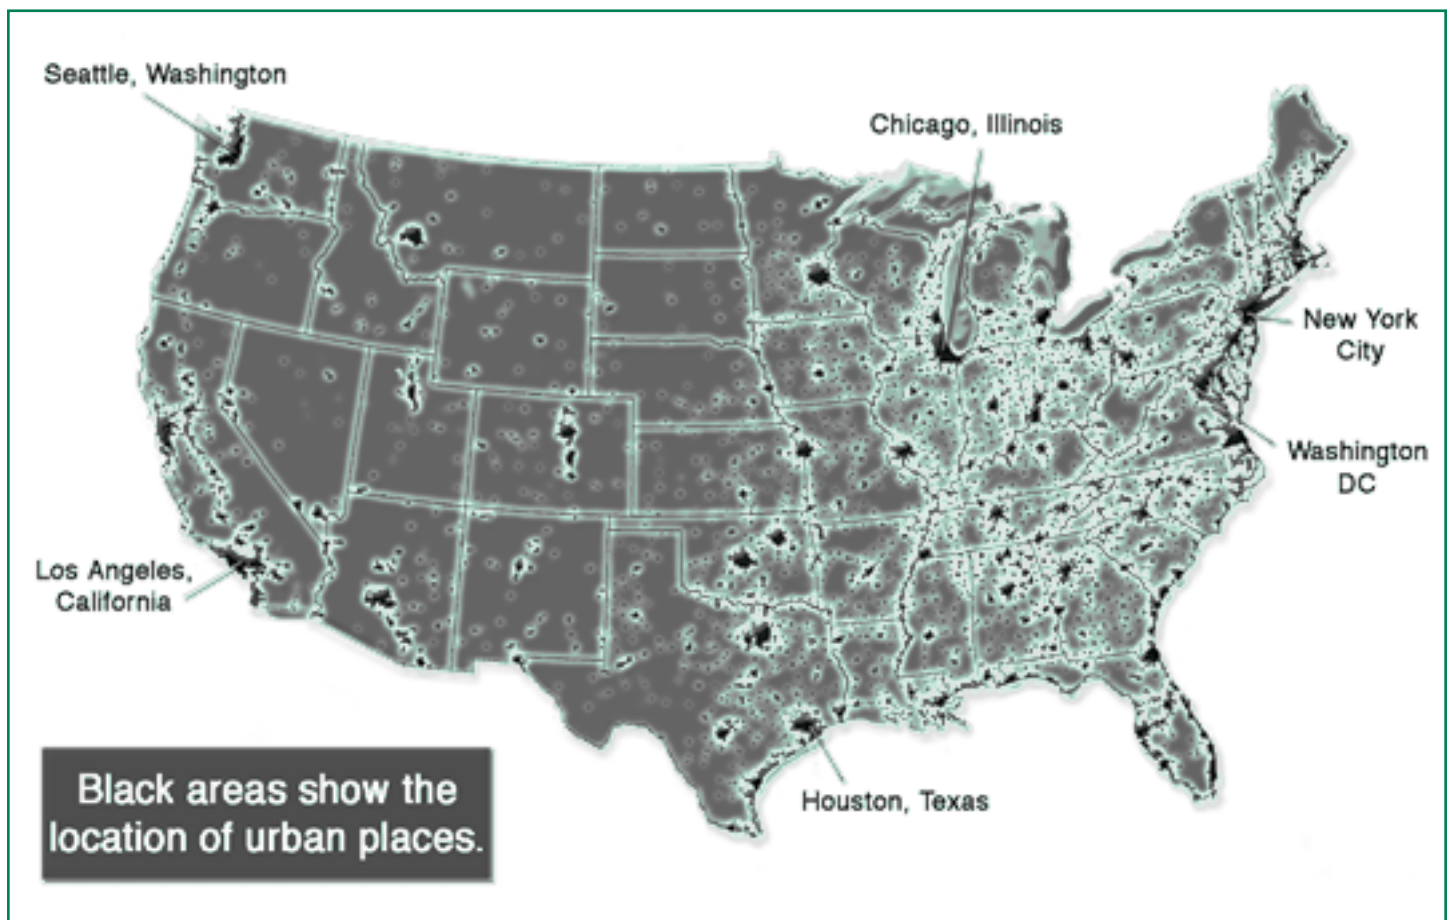 Seattle, Washington
Chicago, Illinois
New York
City
Washington
DC
Los Angeles,
California
Houston, Texas
Black areas show the
location of urban places.